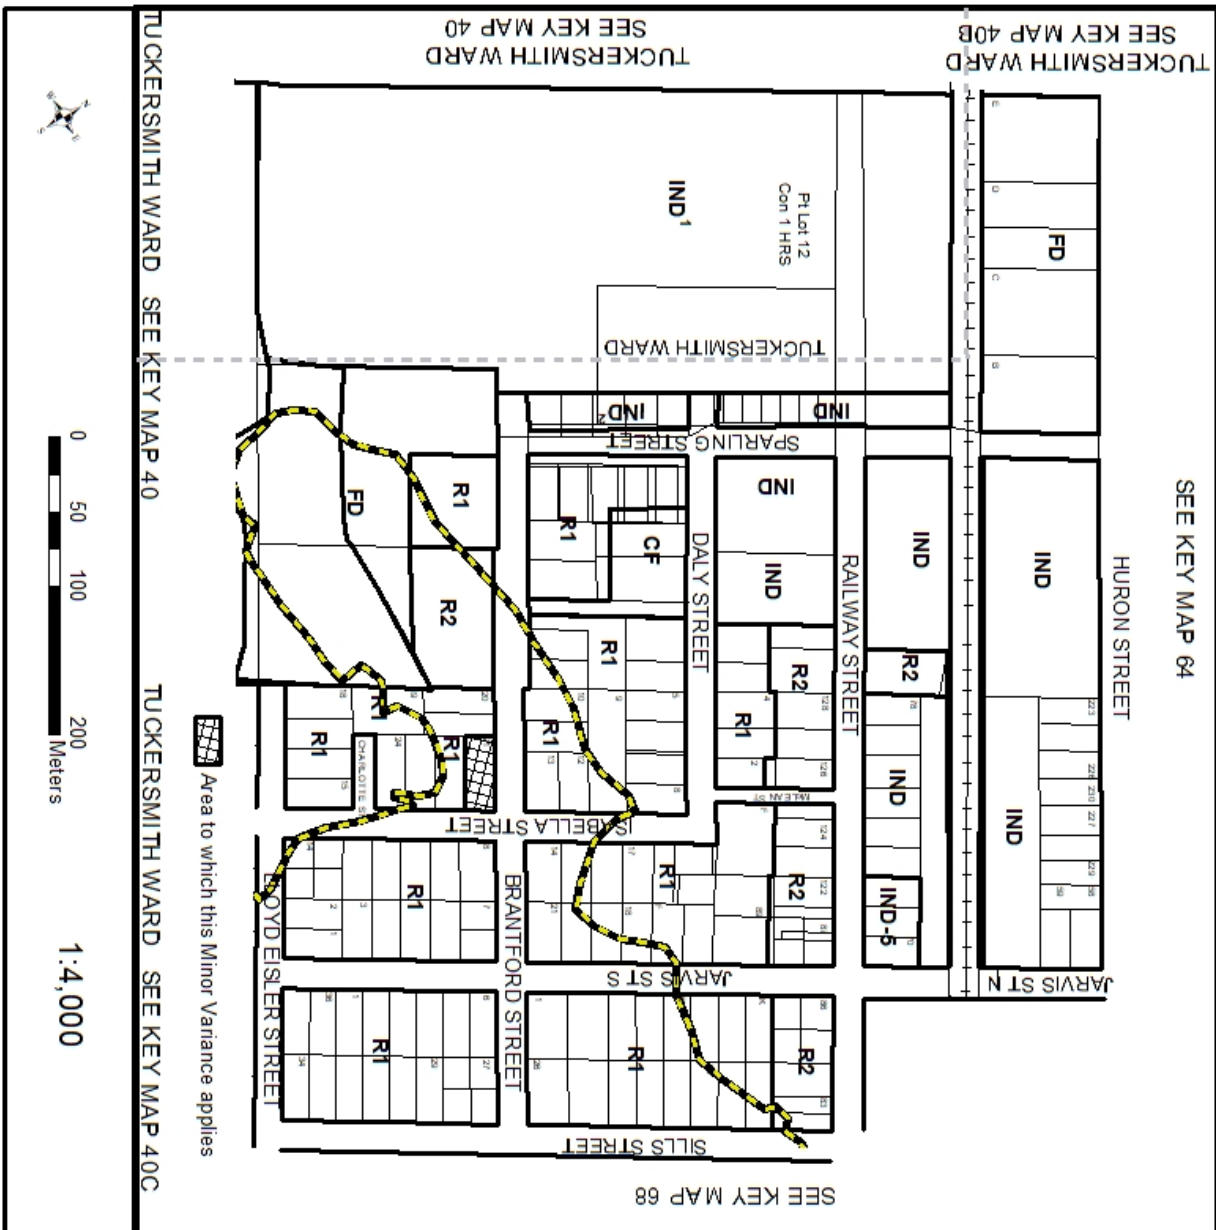 TUCKERSMITH WARD
SEE KEY MAP 40
TUCKERSMITH WARD
SEE KEY MAP 40B
SEE KEY MAP 64
HURON STREET
FD
E
D
C
B
Pt Lot 12
Con 1 HRS
IND¹
TUCKERSMITH WARD
IND 2
IND
SPARLING STREET
IND
IND
IND
IND
IND
R2
IND
IND-5
RAILWAY STREET
DALY STREET
R1
CF
R1
R2
R1
MCLEAN ST
R2
R1
R1
R2
FD
R1
R2
R1
R1
R1
CHARLOTTE S
ISABELLA STREET
BRANTFORD STREET
R1
JARVIS ST S
JARVIS ST N
R1
R1
R2
LLOYD EISLER STREET
SILLS STREET
SEE KEY MAP 68
Area to which this Minor Variance applies
TUCKERSMITH WARD SEE KEY MAP 40
TUCKERSMITH WARD SEE KEY MAP 40C
N
E
S
W
0 50 100 200
Meters
1:4,000